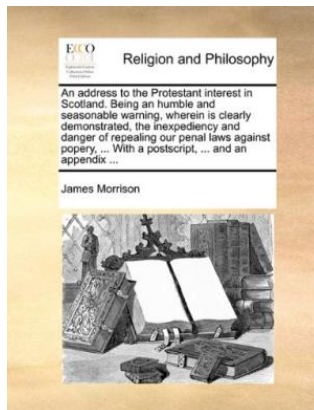 ECCO
Religion and Philosophy
An address to the Protestant interest in
Scotland. Being an humble and
seasonable warning, wherein is clearly
demonstrated, the inexpediency and
danger of repealing our penal laws against
popery, ... With a postscript, ... and an
appendix ...
James Morrison